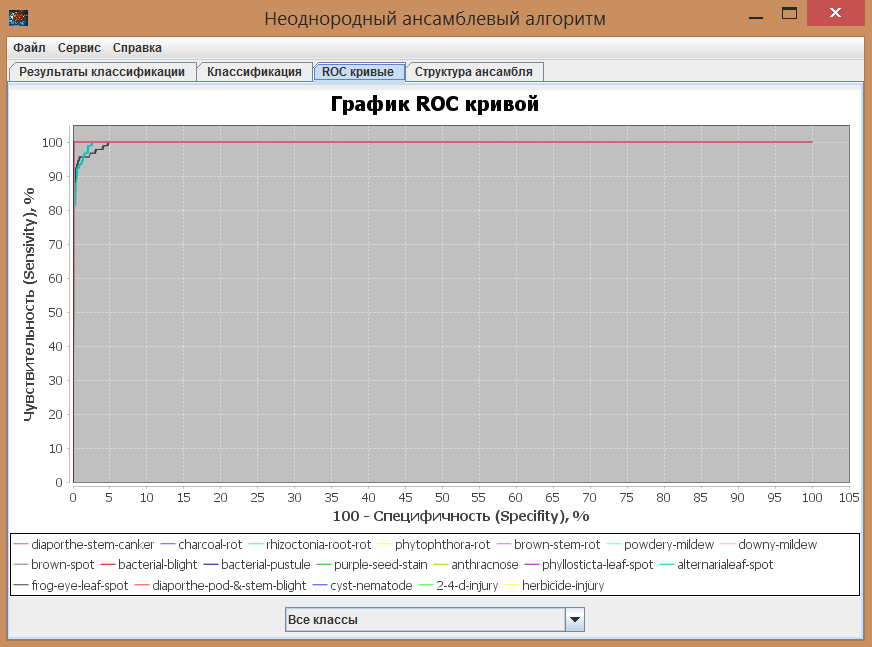 Неоднородный ансамблевый алгоритм
Файл Сервис Справка
Результаты классификации Классификация ROC кривые Структура ансамбля
График ROC кривой
Чувствительность (Sensivity), %
100
90
80
70
60
50
40
30
20
10
0
0 5 10 15 20 25 30 35 40 45 50 55 60 65 70 75 80 85 90 95 100 105
100 - Специфичность (Specifity), %
diaporthe-stem-canker charcoal-rot rhizoctonia-root-rot phytophthora-rot brown-stem-rot powdery-mildew downy-mildew
brown-spot bacterial-blight bacterial-pustule purple-seed-stain anthracnose phyllosticta-leaf-spot alternarialeaf-spot
frog-eye-leaf-spot diaporthe-pod-&-stem-blight cyst-nematode 2-4-d-injury herbicide-injury
Все классы